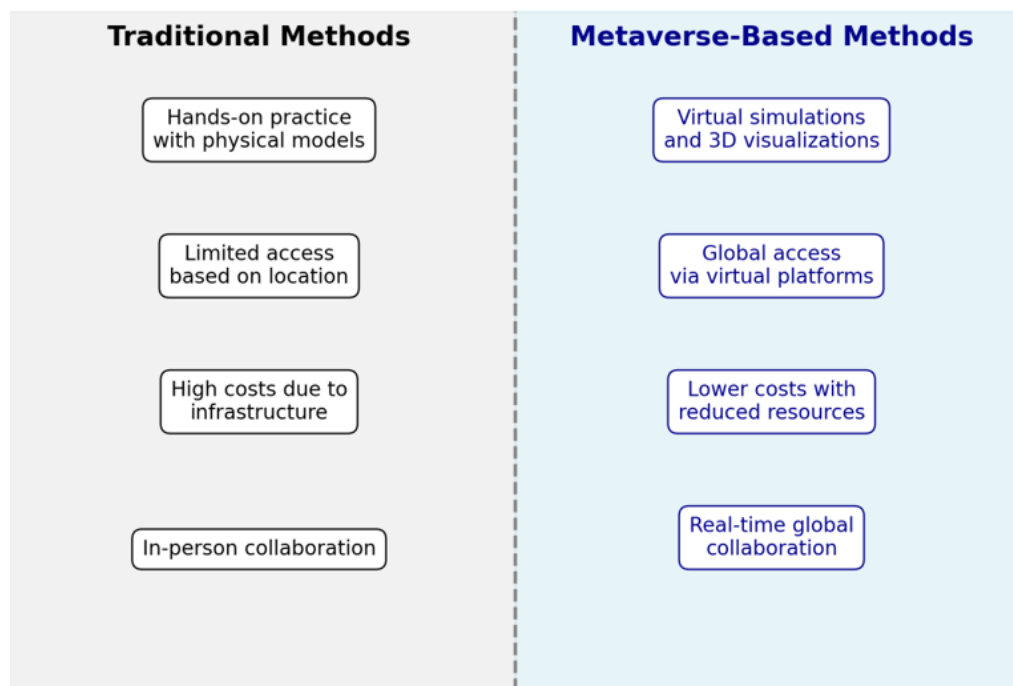 Traditional Methods
Metaverse-Based Methods
Hands-on practice
with physical models
Virtual simulations
and 3D visualizations
Limited access
based on location
Global access
via virtual platforms
High costs due to
infrastructure
Lower costs with
reduced resources
In-person collaboration
Real-time global
collaboration